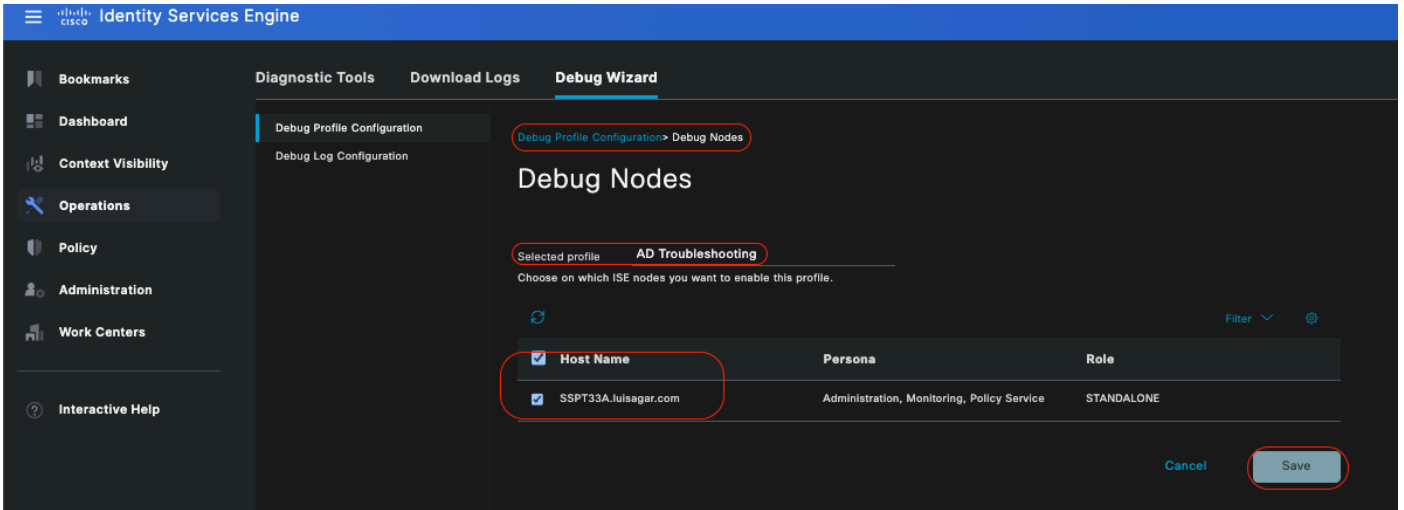 cisco Identity Services Engine
Bookmarks
Dashboard
Context Visibility
Operations
Policy
Administration
Work Centers
? Interactive Help
Diagnostic Tools Download Logs Debug Wizard
Debug Profile Configuration
Debug Log Configuration
Debug Profile Configuration> Debug Nodes
Debug Nodes
Selected profile AD Troubleshooting
Choose on which ISE nodes you want to enable this profile.
Filter
Host Name Persona Role
SSPT33A.luisagar.com Administration, Monitoring, Policy Service STANDALONE
Cancel Save